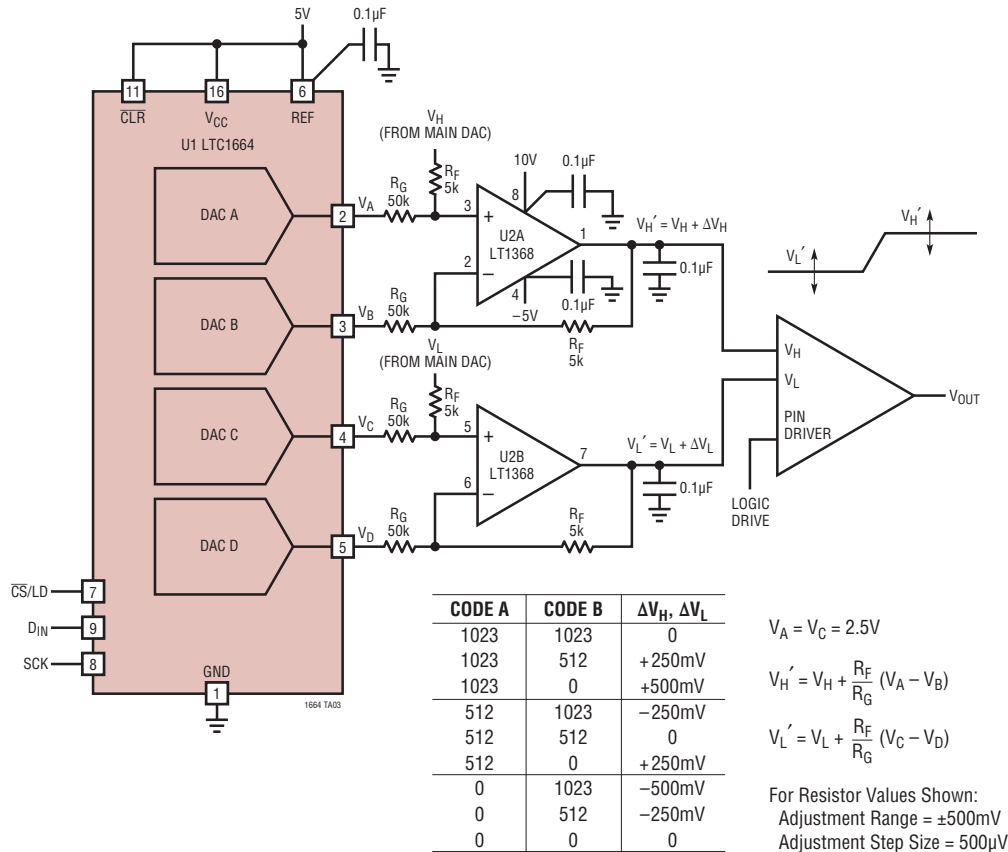 5V
0.1µF
11
16
6
CLR
VCC
REF
U1 LTC1664
VH
(FROM MAIN DAC)
RF
5k
10V
0.1µF
DAC A
2
VA
RG
50k
3
+
8
U2A
LT1368
1
VH′ = VH + ΔVH
VH′
VL′
2
–
4
–5V
0.1µF
0.1µF
DAC B
3
VB
RG
50k
RF
5k
VL
(FROM MAIN DAC)
RF
5k
VH
VL
PIN
DRIVER
VOUT
DAC C
4
VC
RG
50k
5
+
U2B
LT1368
7
VL′ = VL + ΔVL
6
–
0.1µF
LOGIC
DRIVE
DAC D
5
VD
RG
50k
RF
5k
CS/LD
7
DIN
9
SCK
8
GND
1
1664 TA03
CODE A CODE B ΔVH, ΔVL
1023 1023 0
1023 512 +250mV
1023 0 +500mV
512 1023 –250mV
512 512 0
512 0 +250mV
0 1023 –500mV
0 512 –250mV
0 0 0
VA = VC = 2.5V
VH′ = VH + RF/RG (VA – VB)
VL′ = VL + RF/RG (VC – VD)
For Resistor Values Shown:
Adjustment Range = ±500mV
Adjustment Step Size = 500µV